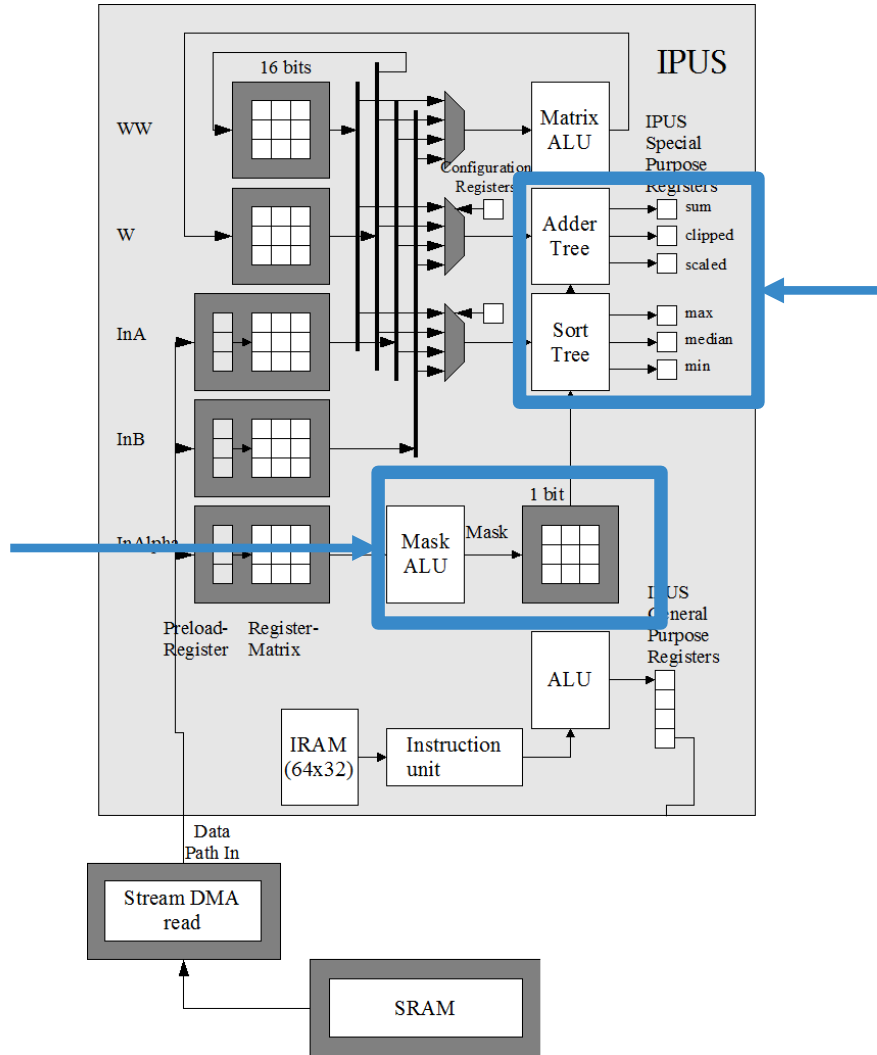 IPUS
16 bits
WW
Matrix
ALU
IPUS
Special
Purpose
Registers
Configuration
Registers
W
Adder
Tree
sum
clipped
scaled
InA
Sort
Tree
max
median
min
InB
1 bit
InAlpha
Mask
ALU
Mask
IPUS
General
Purpose
Registers
Preload-
Register
Register-
Matrix
ALU
IRAM
(64x32)
Instruction
unit
Data
Path In
Stream DMA
read
SRAM